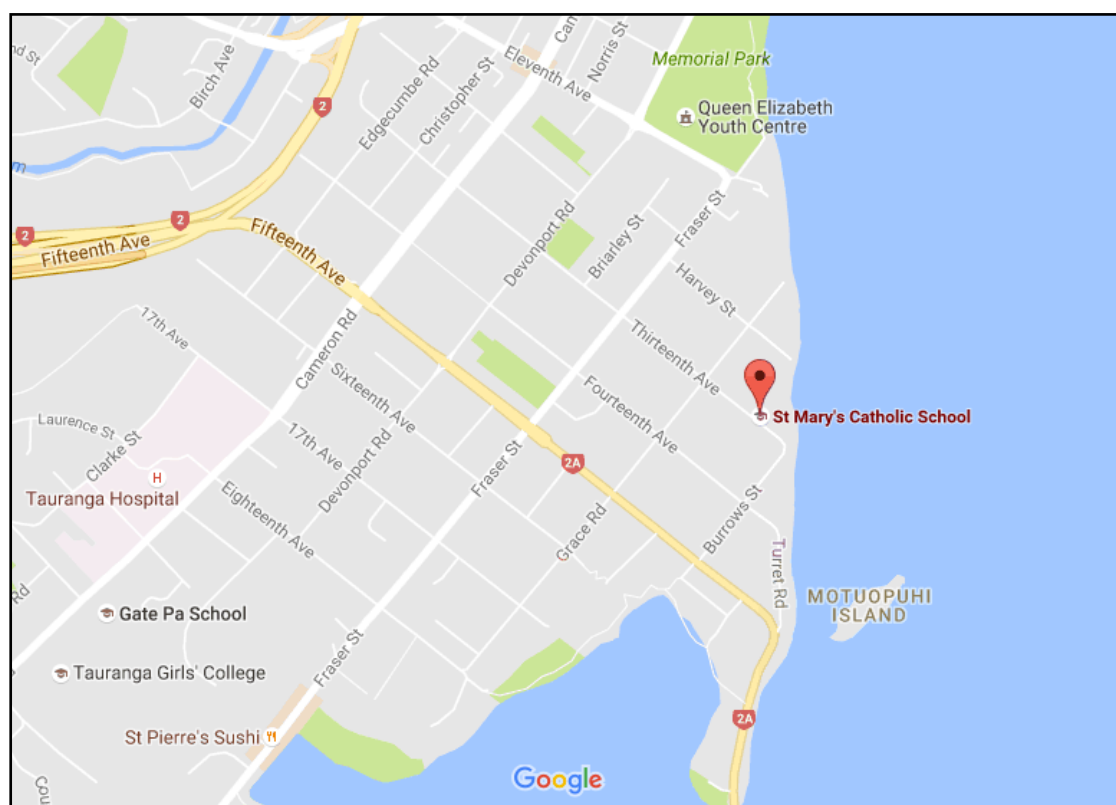 Birch Ave
Edgecumbe Rd
Christopher St
Eleventh Ave
Norris St
Memorial Park
Queen Elizabeth
Youth Centre
2
2
2
Fifteenth Ave
Fifteenth Ave
Devonport Rd
Briarley St
Fraser St
Harvey St
17th Ave
Cameron Rd
Sixteenth Ave
Thirteenth Ave
St Mary's Catholic School
Laurence St
Clarke St
H
Tauranga Hospital
17th Ave
Devonport Rd
Fourteenth Ave
Fraser St
2A
Eighteenth Ave
Grace Rd
Burrows St
Turret Rd
MOTUOPUHI
ISLAND
Rd
Gate Pa School
Tauranga Girls' College
Fraser St
St Pierre's Sushi
2A
Google